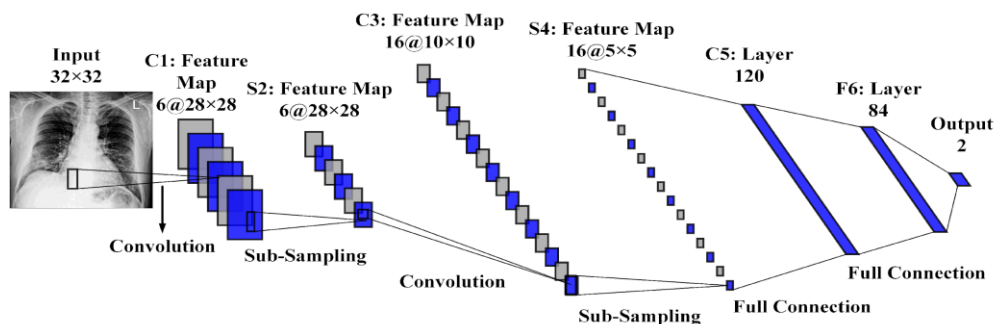 Input
32×32
C1: Feature
Map
6@28×28
S2: Feature Map
6@28×28
C3: Feature Map
16@10×10
S4: Feature Map
16@5×5
C5: Layer
120
F6: Layer
84
Output
2
L
Convolution
Sub-Sampling
Convolution
Sub-Sampling
Full Connection
Full Connection